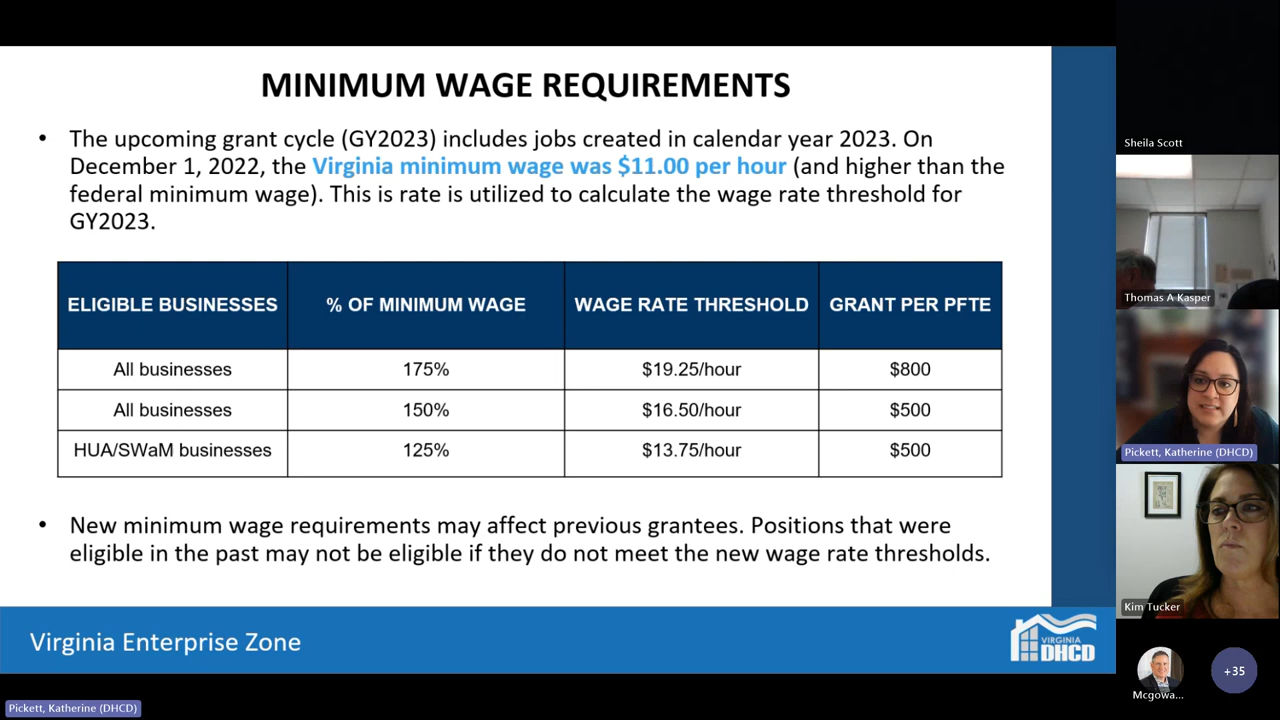 MINIMUM WAGE REQUIREMENTS
• The upcoming grant cycle (GY2023) includes jobs created in calendar year 2023. On
December 1, 2022, the Virginia minimum wage was $11.00 per hour (and higher than the
federal minimum wage). This is rate is utilized to calculate the wage rate threshold for
GY2023.
ELIGIBLE BUSINESSES % OF MINIMUM WAGE WAGE RATE THRESHOLD GRANT PER PFTE
All businesses 175% $19.25/hour $800
All businesses 150% $16.50/hour $500
HUA/SWaM businesses 125% $13.75/hour $500
• New minimum wage requirements may affect previous grantees. Positions that were
eligible in the past may not be eligible if they do not meet the new wage rate thresholds.
Virginia Enterprise Zone
VIRGINIA
DHCD
Pickett, Katherine (DHCD)
Sheila Scott
Thomas A Kasper
Pickett, Katherine (DHCD)
Kim Tucker
Mcgowa...
+35